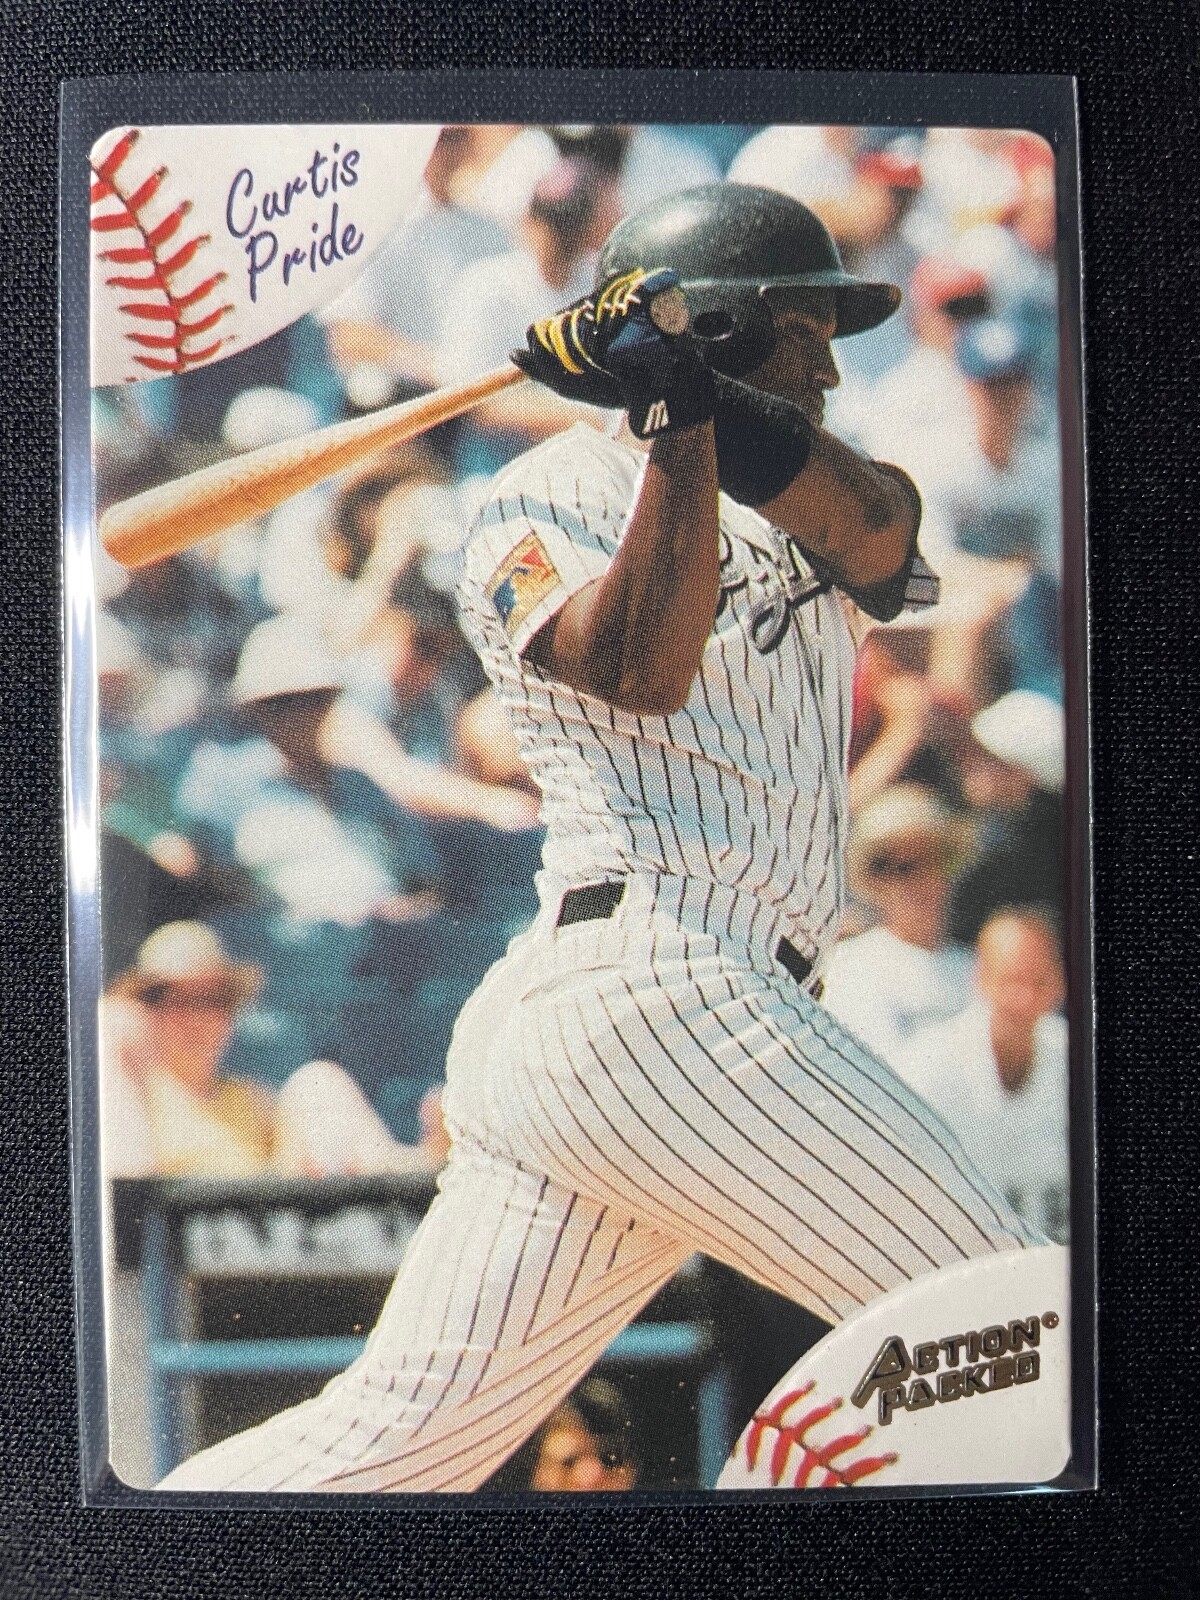 Curtis
Pride
ACTION
PACKED®